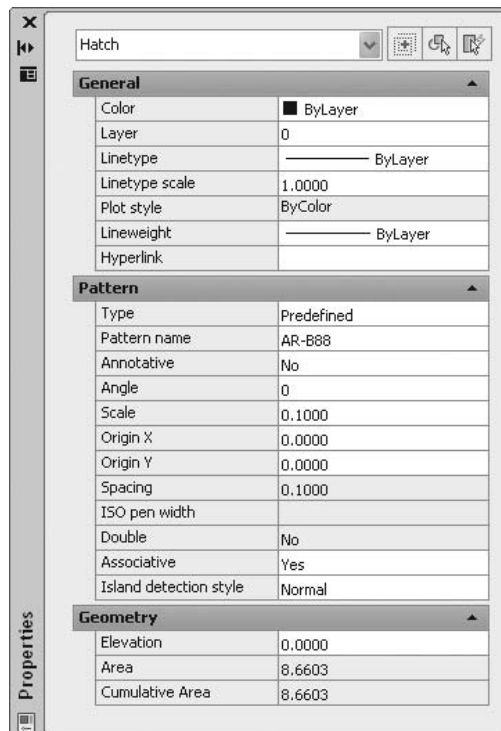 Hatch
General
Color ByLayer
Layer 0
Linetype ByLayer
Linetype scale 1.0000
Plot style ByColor
Lineweight ByLayer
Hyperlink
Pattern
Type Predefined
Pattern name AR-B88
Annotative No
Angle 0
Scale 0.1000
Origin X 0.0000
Origin Y 0.0000
Spacing 0.1000
ISO pen width
Double No
Associative Yes
Island detection style Normal
Geometry
Elevation 0.0000
Area 8.6603
Cumulative Area 8.6603
Properties